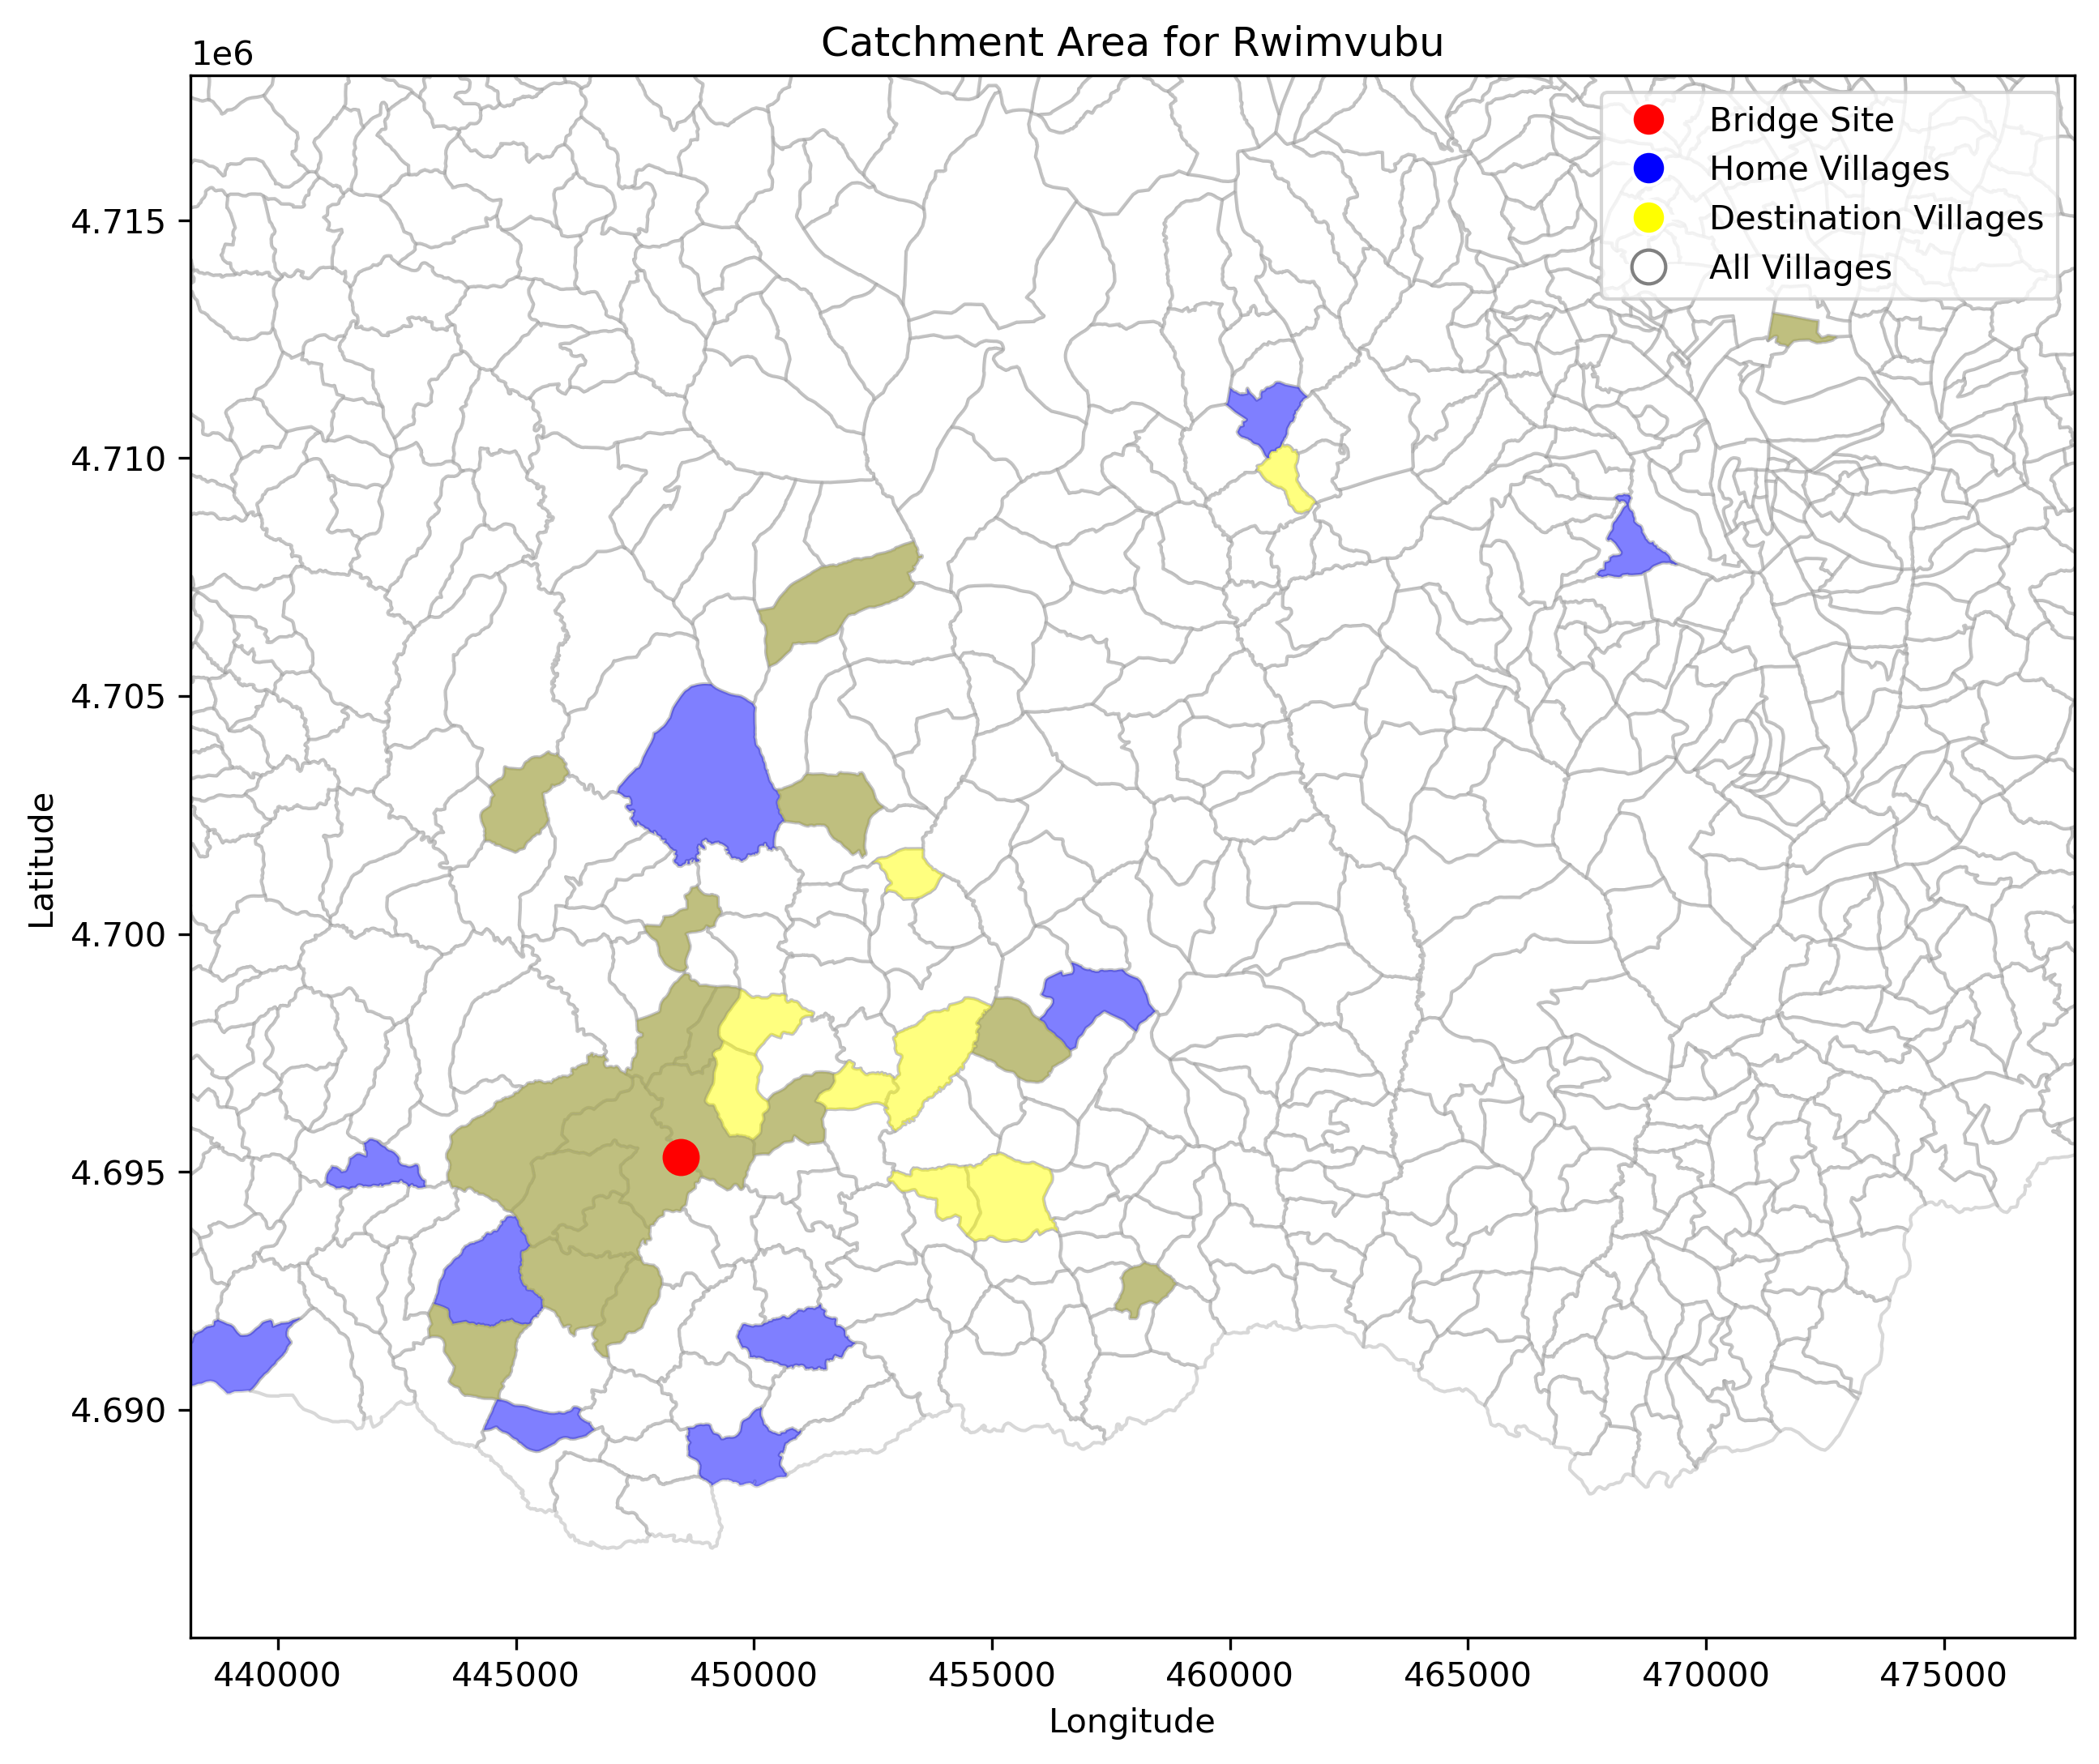 Catchment Area for Rwimvubu
1e6
Bridge Site
Home Villages
Destination Villages
All Villages
4.715
4.710
4.705
4.700
4.695
4.690
Latitude
440000 445000 450000 455000 460000 465000 470000 475000
Longitude